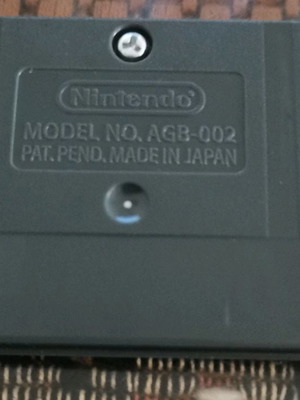 Nintendo®
MODEL NO. AGB-002
PAT. PEND. MADE IN JAPAN